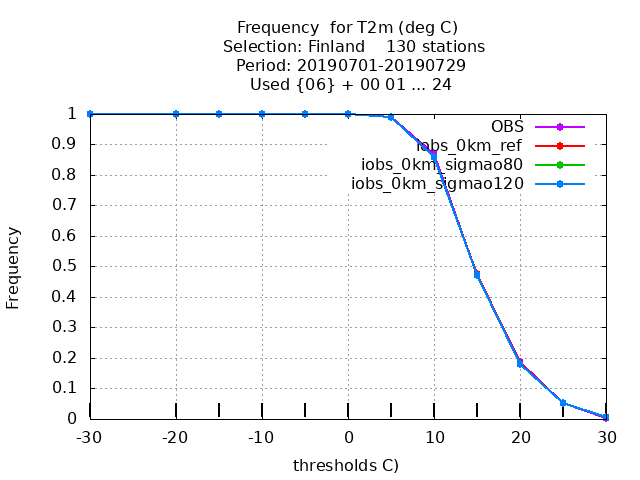 Frequency  for T2m (deg C)
Selection: Finland    130 stations
Period: 20190701-20190729
Used {06} + 00 01 ... 24
OBS
iobs_0km_ref
iobs_0km_sigmao80
iobs_0km_sigmao120
Frequency
1
0.9
0.8
0.7
0.6
0.5
0.4
0.3
0.2
0.1
0
-30
-20
-10
0
10
20
30
thresholds C)